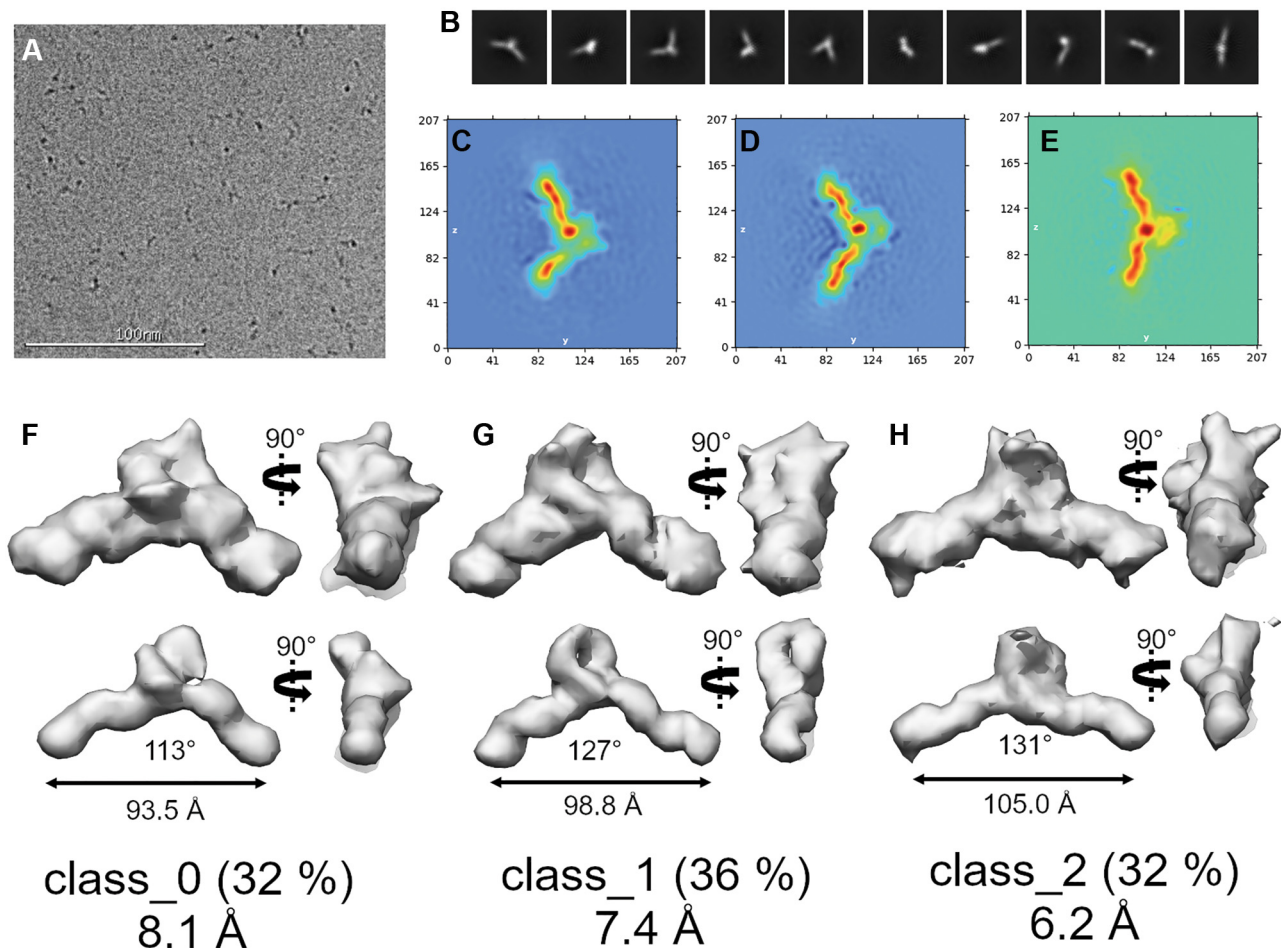 A
100nm
B
C
207
165
124
82
41
0
z
y
0 41 82 124 165 207
D
207
165
124
82
41
0
z
y
0 41 82 124 165 207
E
207
165
124
82
41
0
z
y
0 41 82 124 165 207
F
90°
90°
113°
93.5 Å
class_0 (32 %)
8.1 Å
G
90°
90°
127°
98.8 Å
class_1 (36 %)
7.4 Å
H
90°
90°
131°
105.0 Å
class_2 (32 %)
6.2 Å